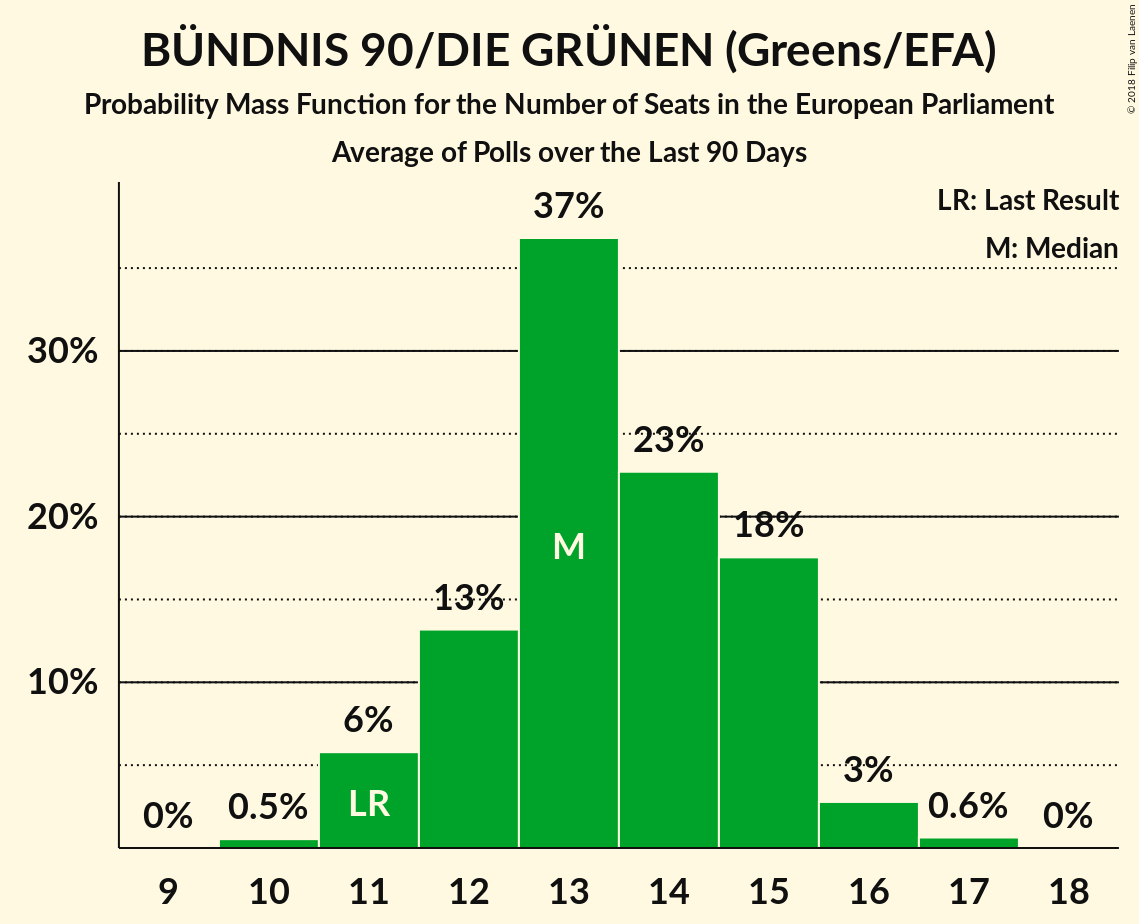 BÜNDNIS 90/DIE GRÜNEN (Greens/EFA)
Probability Mass Function for the Number of Seats in the European Parliament
Average of Polls over the Last 90 Days
© 2018 Filip van Laenen
LR: Last Result
M: Median
37%
30%
23%
20%
18%
M
13%
10%
6%
3%
LR
0%
0.5%
0.6%
0%
9 10 11 12 13 14 15 16 17 18